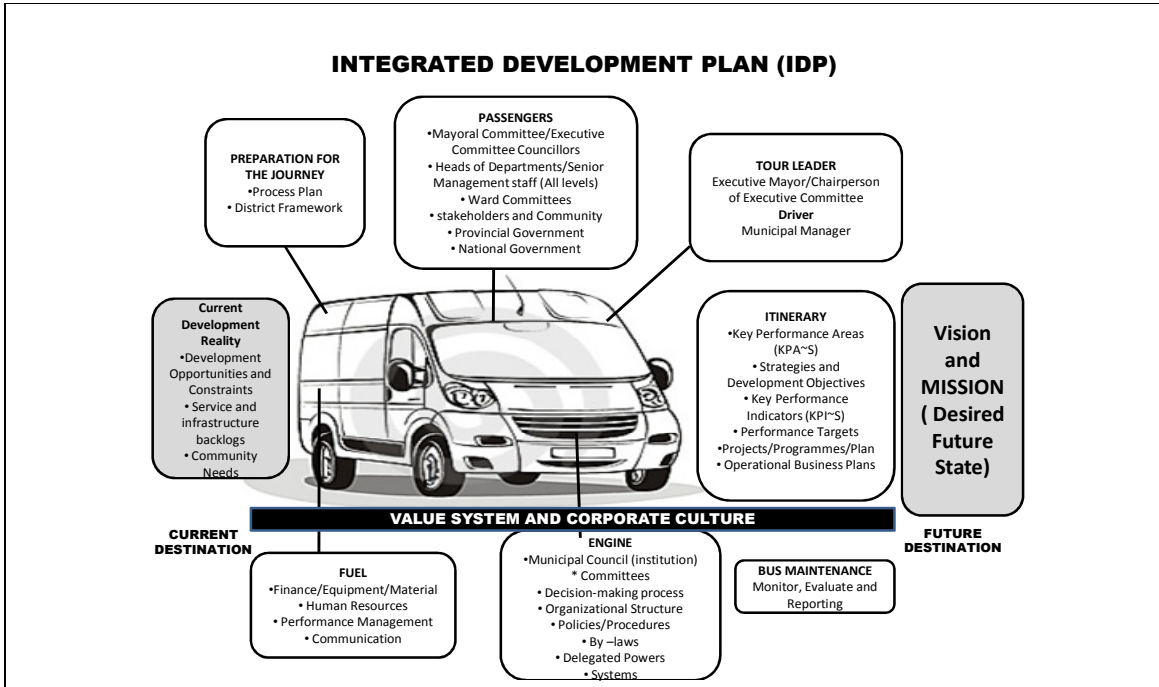 INTEGRATED DEVELOPMENT PLAN (IDP)
PREPARATION FOR
THE JOURNEY
•Process Plan
• District Framework
PASSENGERS
•Mayoral Committee/Executive
Committee Councillors
• Heads of Departments/Senior
Management staff (All levels)
• Ward Committees
• stakeholders and Community
• Provincial Government
• National Government
TOUR LEADER
Executive Mayor/Chairperson
of Executive Committee
Driver
Municipal Manager
Current
Development
Reality
•Development
Opportunities and
Constraints
• Service and
infrastructure
backlogs
• Community
Needs
ITINERARY
•Key Performance Areas
(KPA~S)
• Strategies and
Development Objectives
• Key Performance
Indicators (KPI~S)
• Performance Targets
•Projects/Programmes/Plan
• Operational Business Plans
Vision
and
MISSION
( Desired
Future
State)
VALUE SYSTEM AND CORPORATE CULTURE
CURRENT
DESTINATION
FUTURE
DESTINATION
FUEL
•Finance/Equipment/Material
• Human Resources
• Performance Management
• Communication
ENGINE
•Municipal Council (institution)
* Committees
• Decision-making process
• Organizational Structure
• Policies/Procedures
• By –laws
• Delegated Powers
• Systems
BUS MAINTENANCE
Monitor, Evaluate and
Reporting